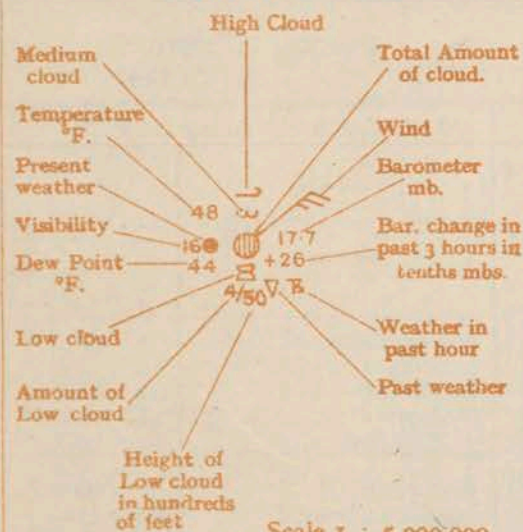 High Cloud
Medium
cloud
Total Amount
of cloud.
Temperature
°F.
Wind
Present
weather
Barometer
mb.
48
Visibility
16
17·7
Bar. change in
past 3 hours in
tenths mbs.
Dew Point
°F.
44
+26
4/50
Low cloud
Weather in
past hour
Amount of
Low cloud
Past weather
Height of
Low cloud
in hundreds
of feet